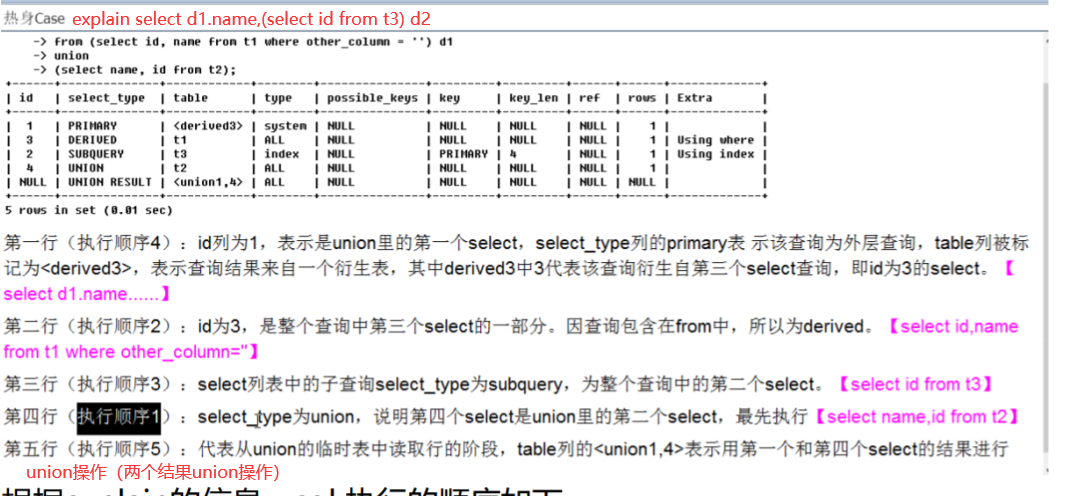 热身Case explain select d1.name,(select id from t3) d2
-> from (select id, name from t1 where other_column = '') d1
-> union
-> (select name, id from t2);
+------+--------------+------------+--------+---------------+---------+---------+------+------+-------------+
| id | select_type | table | type | possible_keys | key | key_len | ref | rows | Extra |
+------+--------------+------------+--------+---------------+---------+---------+------+------+-------------+
| 1 | PRIMARY | <derived3> | system | NULL | NULL | NULL | NULL | 1 | |
| 3 | DERIVED | t1 | ALL | NULL | NULL | NULL | NULL | 1 | Using where |
| 2 | SUBQUERY | t3 | index | NULL | PRIMARY | 4 | NULL | 1 | Using index |
| 4 | UNION | t2 | ALL | NULL | NULL | NULL | NULL | 1 | |
| NULL | UNION RESULT | <union1,4> | ALL | NULL | NULL | NULL | NULL | NULL | |
+------+--------------+------------+--------+---------------+---------+---------+------+------+-------------+
5 rows in set (0.01 sec)
第一行（执行顺序4）：id列为1，表示是union里的第一个select，select_type列的primary表 示该查询为外层查询，table列被标
记为<derived3>，表示查询结果来自一个衍生表，其中derived3中3代表该查询衍生自第三个select查询，即id为3的select。【
select d1.name......】
第二行（执行顺序2）：id为3，是整个查询中第三个select的一部分。因查询包含在from中，所以为derived。【select id,name
from t1 where other_column=''】
第三行（执行顺序3）：select列表中的子查询select_type为subquery，为整个查询中的第二个select。【select id from t3】
第四行（执行顺序1）：select_type为union，说明第四个select是union里的第二个select，最先执行【select name,id from t2】
第五行（执行顺序5）：代表从union的临时表中读取行的阶段，table列的<union1,4>表示用第一个和第四个select的结果进行
union操作（两个结果union操作）